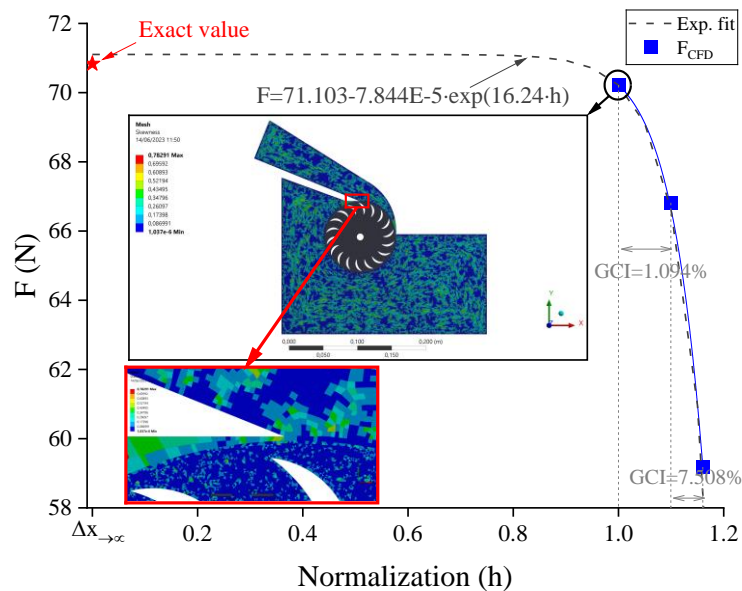 72
70
68
66
64
62
60
58
F (N)
Exact value
Exp. fit
F_CFD
F=71.103-7.844E-5·exp(16.24·h)
Mesh
Skewness
14/06/2023 11:50
0,78291 Max
0,69592
0,60893
0,52194
0,43495
0,34796
0,26097
0,17398
0,086991
1,037e-6 Min
0,000
0,100
0,200 (m)
0,050
0,150
Y
X
Z
GCI=1.094%
GCI=7.508%
Δx→∝
0.2
0.4
0.6
0.8
1.0
1.2
Normalization (h)